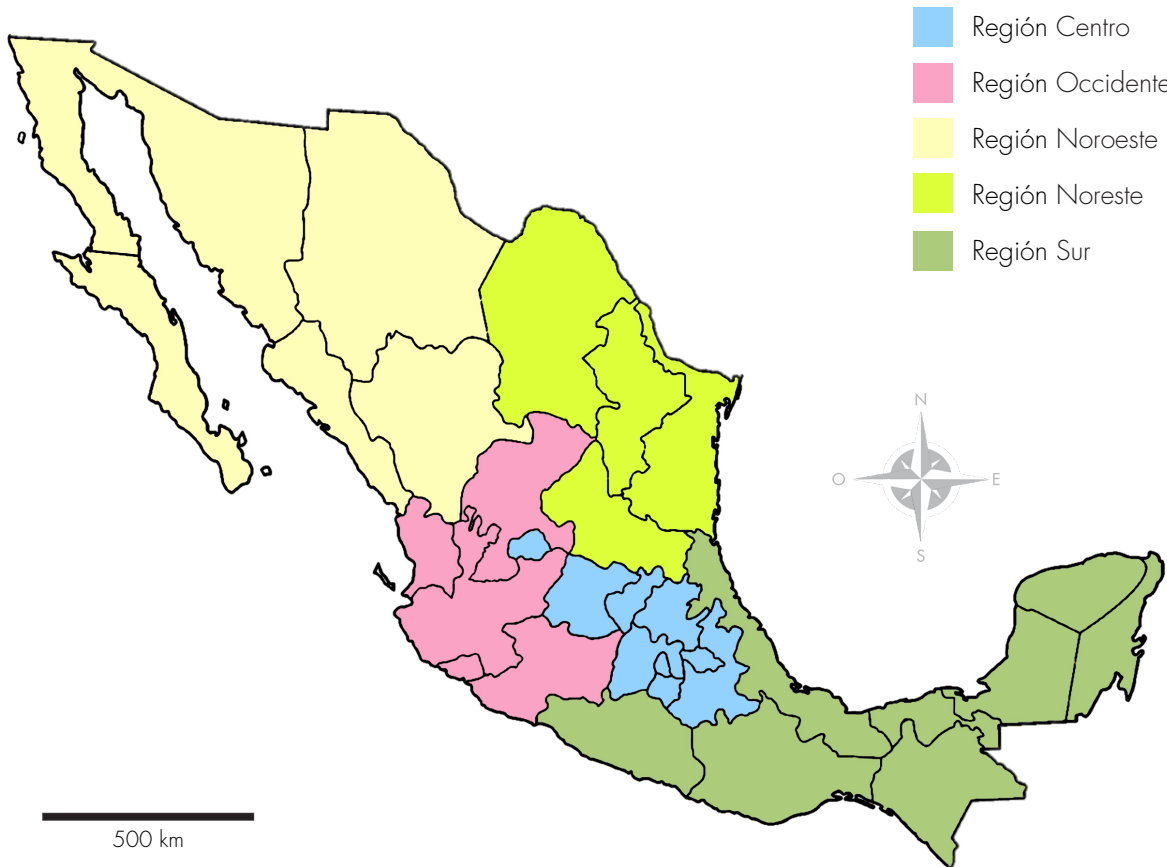 Región Centro
Región Occidente
Región Noroeste
Región Noreste
Región Sur
N
O
E
S
500 km